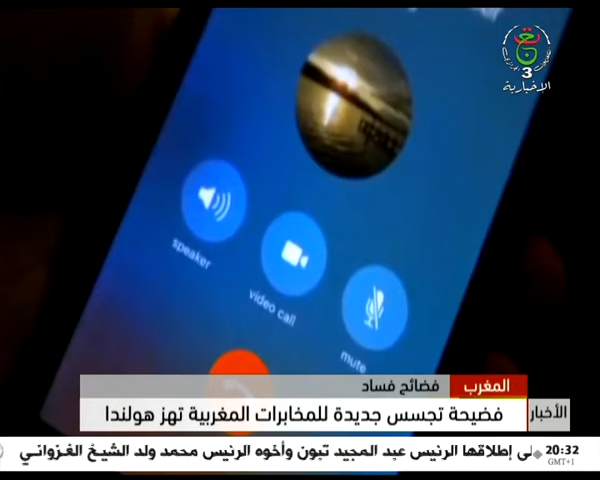 3
الإخبارية
speaker
video call
mute
المغرب
فضائح فساد
الأخبار
فضيحة تجسس جديدة للمخابرات المغربية تهز هولندا
20:32
GMT+1
لى إطلاقها الرئيس عبد المجيد تبون وأخوه الرئيس محمد ولد الشيخ الغزواني